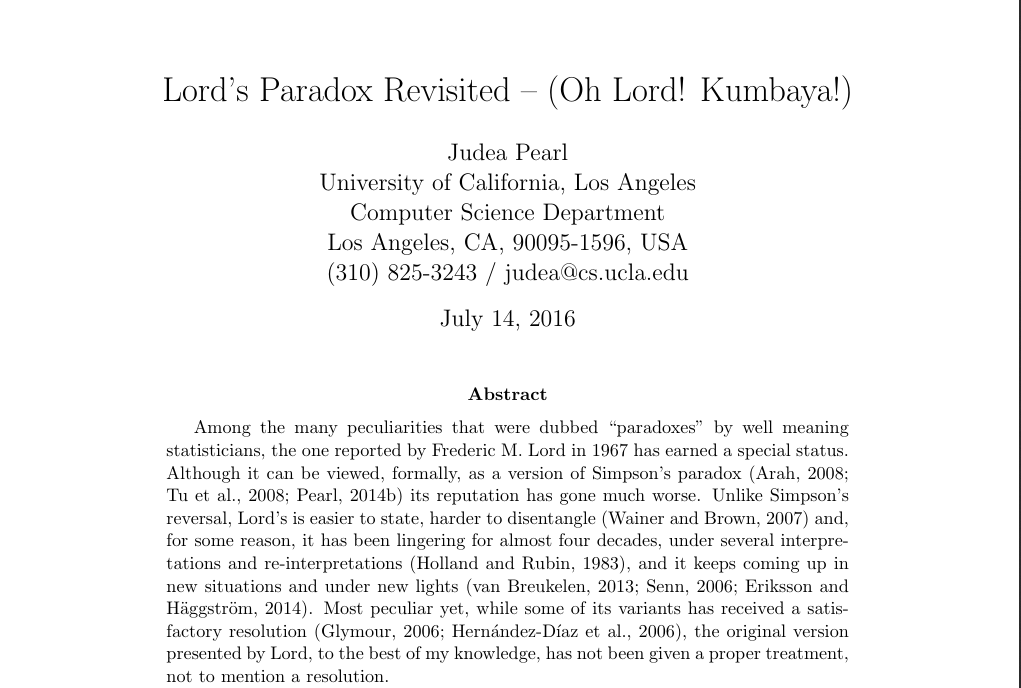 Lord's Paradox Revisited – (Oh Lord! Kumbaya!)
Judea Pearl
University of California, Los Angeles
Computer Science Department
Los Angeles, CA, 90095-1596, USA
(310) 825-3243 / judea@cs.ucla.edu
July 14, 2016
Abstract
Among the many peculiarities that were dubbed “paradoxes” by well meaning
statisticians, the one reported by Frederic M. Lord in 1967 has earned a special status.
Although it can be viewed, formally, as a version of Simpson's paradox (Arah, 2008;
Tu et al., 2008; Pearl, 2014b) its reputation has gone much worse. Unlike Simpson's
reversal, Lord's is easier to state, harder to disentangle (Wainer and Brown, 2007) and,
for some reason, it has been lingering for almost four decades, under several interpre-
tations and re-interpretations (Holland and Rubin, 1983), and it keeps coming up in
new situations and under new lights (van Breukelen, 2013; Senn, 2006; Eriksson and
Häggström, 2014). Most peculiar yet, while some of its variants has received a satis-
factory resolution (Glymour, 2006; Hernández-Díaz et al., 2006), the original version
presented by Lord, to the best of my knowledge, has not been given a proper treatment,
not to mention a resolution.